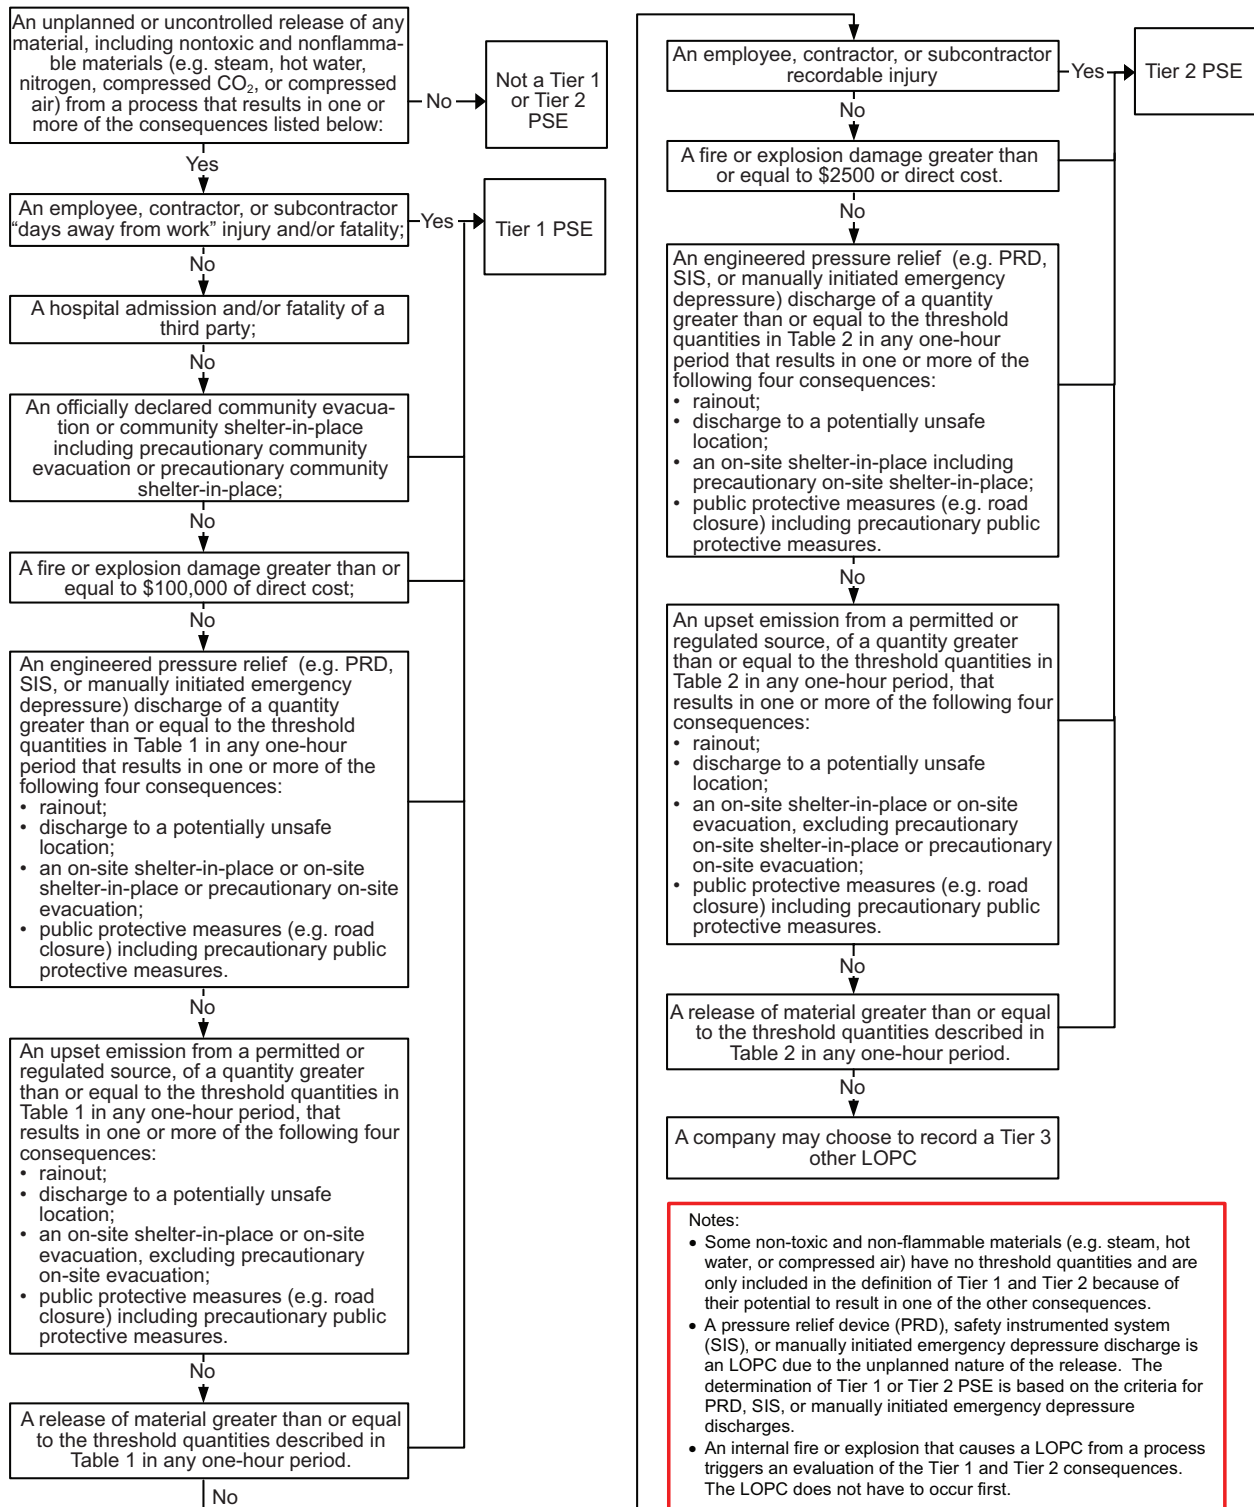 An unplanned or uncontrolled release of any
material, including nontoxic and nonflamma-
ble materials (e.g. steam, hot water,
nitrogen, compressed CO₂, or compressed
air) from a process that results in one or
more of the consequences listed below:
No
Not a Tier 1
or Tier 2
PSE
Yes
An employee, contractor, or subcontractor
“days away from work” injury and/or fatality;
Yes
Tier 1 PSE
No
A hospital admission and/or fatality of a
third party;
No
An officially declared community evacua-
tion or community shelter-in-place
including precautionary community
evacuation or precautionary community
shelter-in-place;
No
A fire or explosion damage greater than or
equal to $100,000 of direct cost;
No
An engineered pressure relief (e.g. PRD,
SIS, or manually initiated emergency
depressure) discharge of a quantity
greater than or equal to the threshold
quantities in Table 1 in any one-hour
period that results in one or more of the
following four consequences:
• rainout;
• discharge to a potentially unsafe
location;
• an on-site shelter-in-place or on-site
shelter-in-place or precautionary on-site
evacuation;
• public protective measures (e.g. road
closure) including precautionary public
protective measures.
No
An upset emission from a permitted or
regulated source, of a quantity greater
than or equal to the threshold quantities in
Table 1 in any one-hour period, that
results in one or more of the following four
consequences:
• rainout;
• discharge to a potentially unsafe
location;
• an on-site shelter-in-place or on-site
evacuation, excluding precautionary
on-site evacuation;
• public protective measures (e.g. road
closure) including precautionary public
protective measures.
No
A release of material greater than or equal
to the threshold quantities described in
Table 1 in any one-hour period.
No
An employee, contractor, or subcontractor
recordable injury
Yes
Tier 2 PSE
No
A fire or explosion damage greater than
or equal to $2500 or direct cost.
No
An engineered pressure relief (e.g. PRD,
SIS, or manually initiated emergency
depressure) discharge of a quantity
greater than or equal to the threshold
quantities in Table 2 in any one-hour
period that results in one or more of the
following four consequences:
• rainout;
• discharge to a potentially unsafe
location;
• an on-site shelter-in-place including
precautionary on-site shelter-in-place;
• public protective measures (e.g. road
closure) including precautionary public
protective measures.
No
An upset emission from a permitted or
regulated source, of a quantity greater
than or equal to the threshold quantities in
Table 2 in any one-hour period, that
results in one or more of the following four
consequences:
• rainout;
• discharge to a potentially unsafe
location;
• an on-site shelter-in-place or on-site
evacuation, excluding precautionary
on-site shelter-in-place or precautionary
on-site evacuation;
• public protective measures (e.g. road
closure) including precautionary public
protective measures.
No
A release of material greater than or equal
to the threshold quantities described in
Table 2 in any one-hour period.
No
A company may choose to record a Tier 3
other LOPC
Notes:
• Some non-toxic and non-flammable materials (e.g. steam, hot
water, or compressed air) have no threshold quantities and are
only included in the definition of Tier 1 and Tier 2 because of
their potential to result in one of the other consequences.
• A pressure relief device (PRD), safety instrumented system
(SIS), or manually initiated emergency depressure discharge is
an LOPC due to the unplanned nature of the release. The
determination of Tier 1 or Tier 2 PSE is based on the criteria for
PRD, SIS, or manually initiated emergency depressure
discharges.
• An internal fire or explosion that causes a LOPC from a process
triggers an evaluation of the Tier 1 and Tier 2 consequences.
The LOPC does not have to occur first.